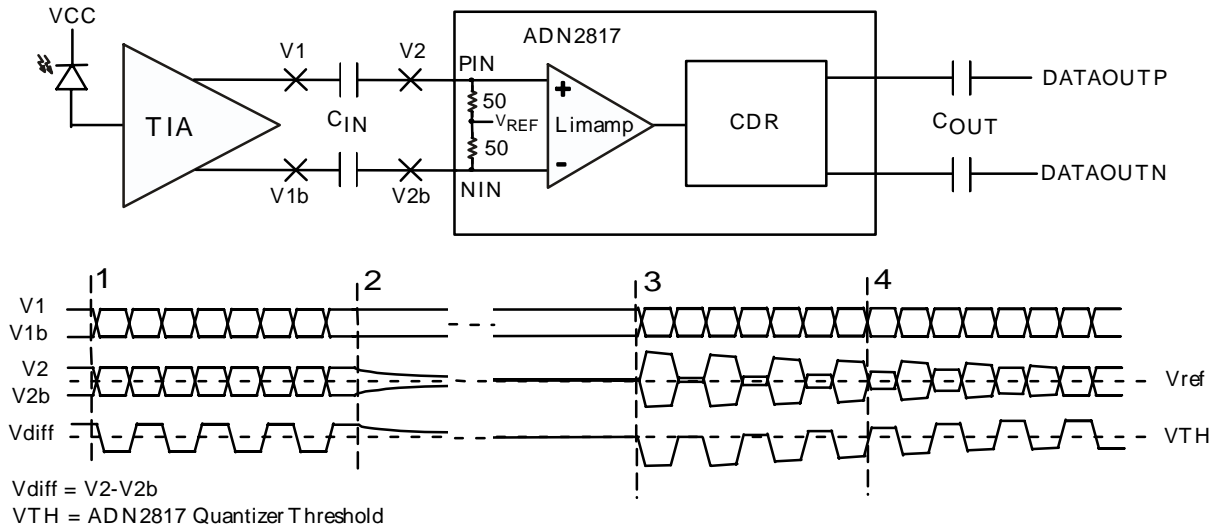 VCC
ADN2817
V1
V2
PIN
TIA
CIN
50
VREF
50
+
Limamp
-
CDR
COUT
DATAOUTP
V1b
V2b
NIN
DATAOUTN
1
2
3
4
V1
V1b
V2
V2b
Vref
Vdiff
VTH
Vdiff = V2-V2b
VTH = ADN2817 Quantizer Threshold